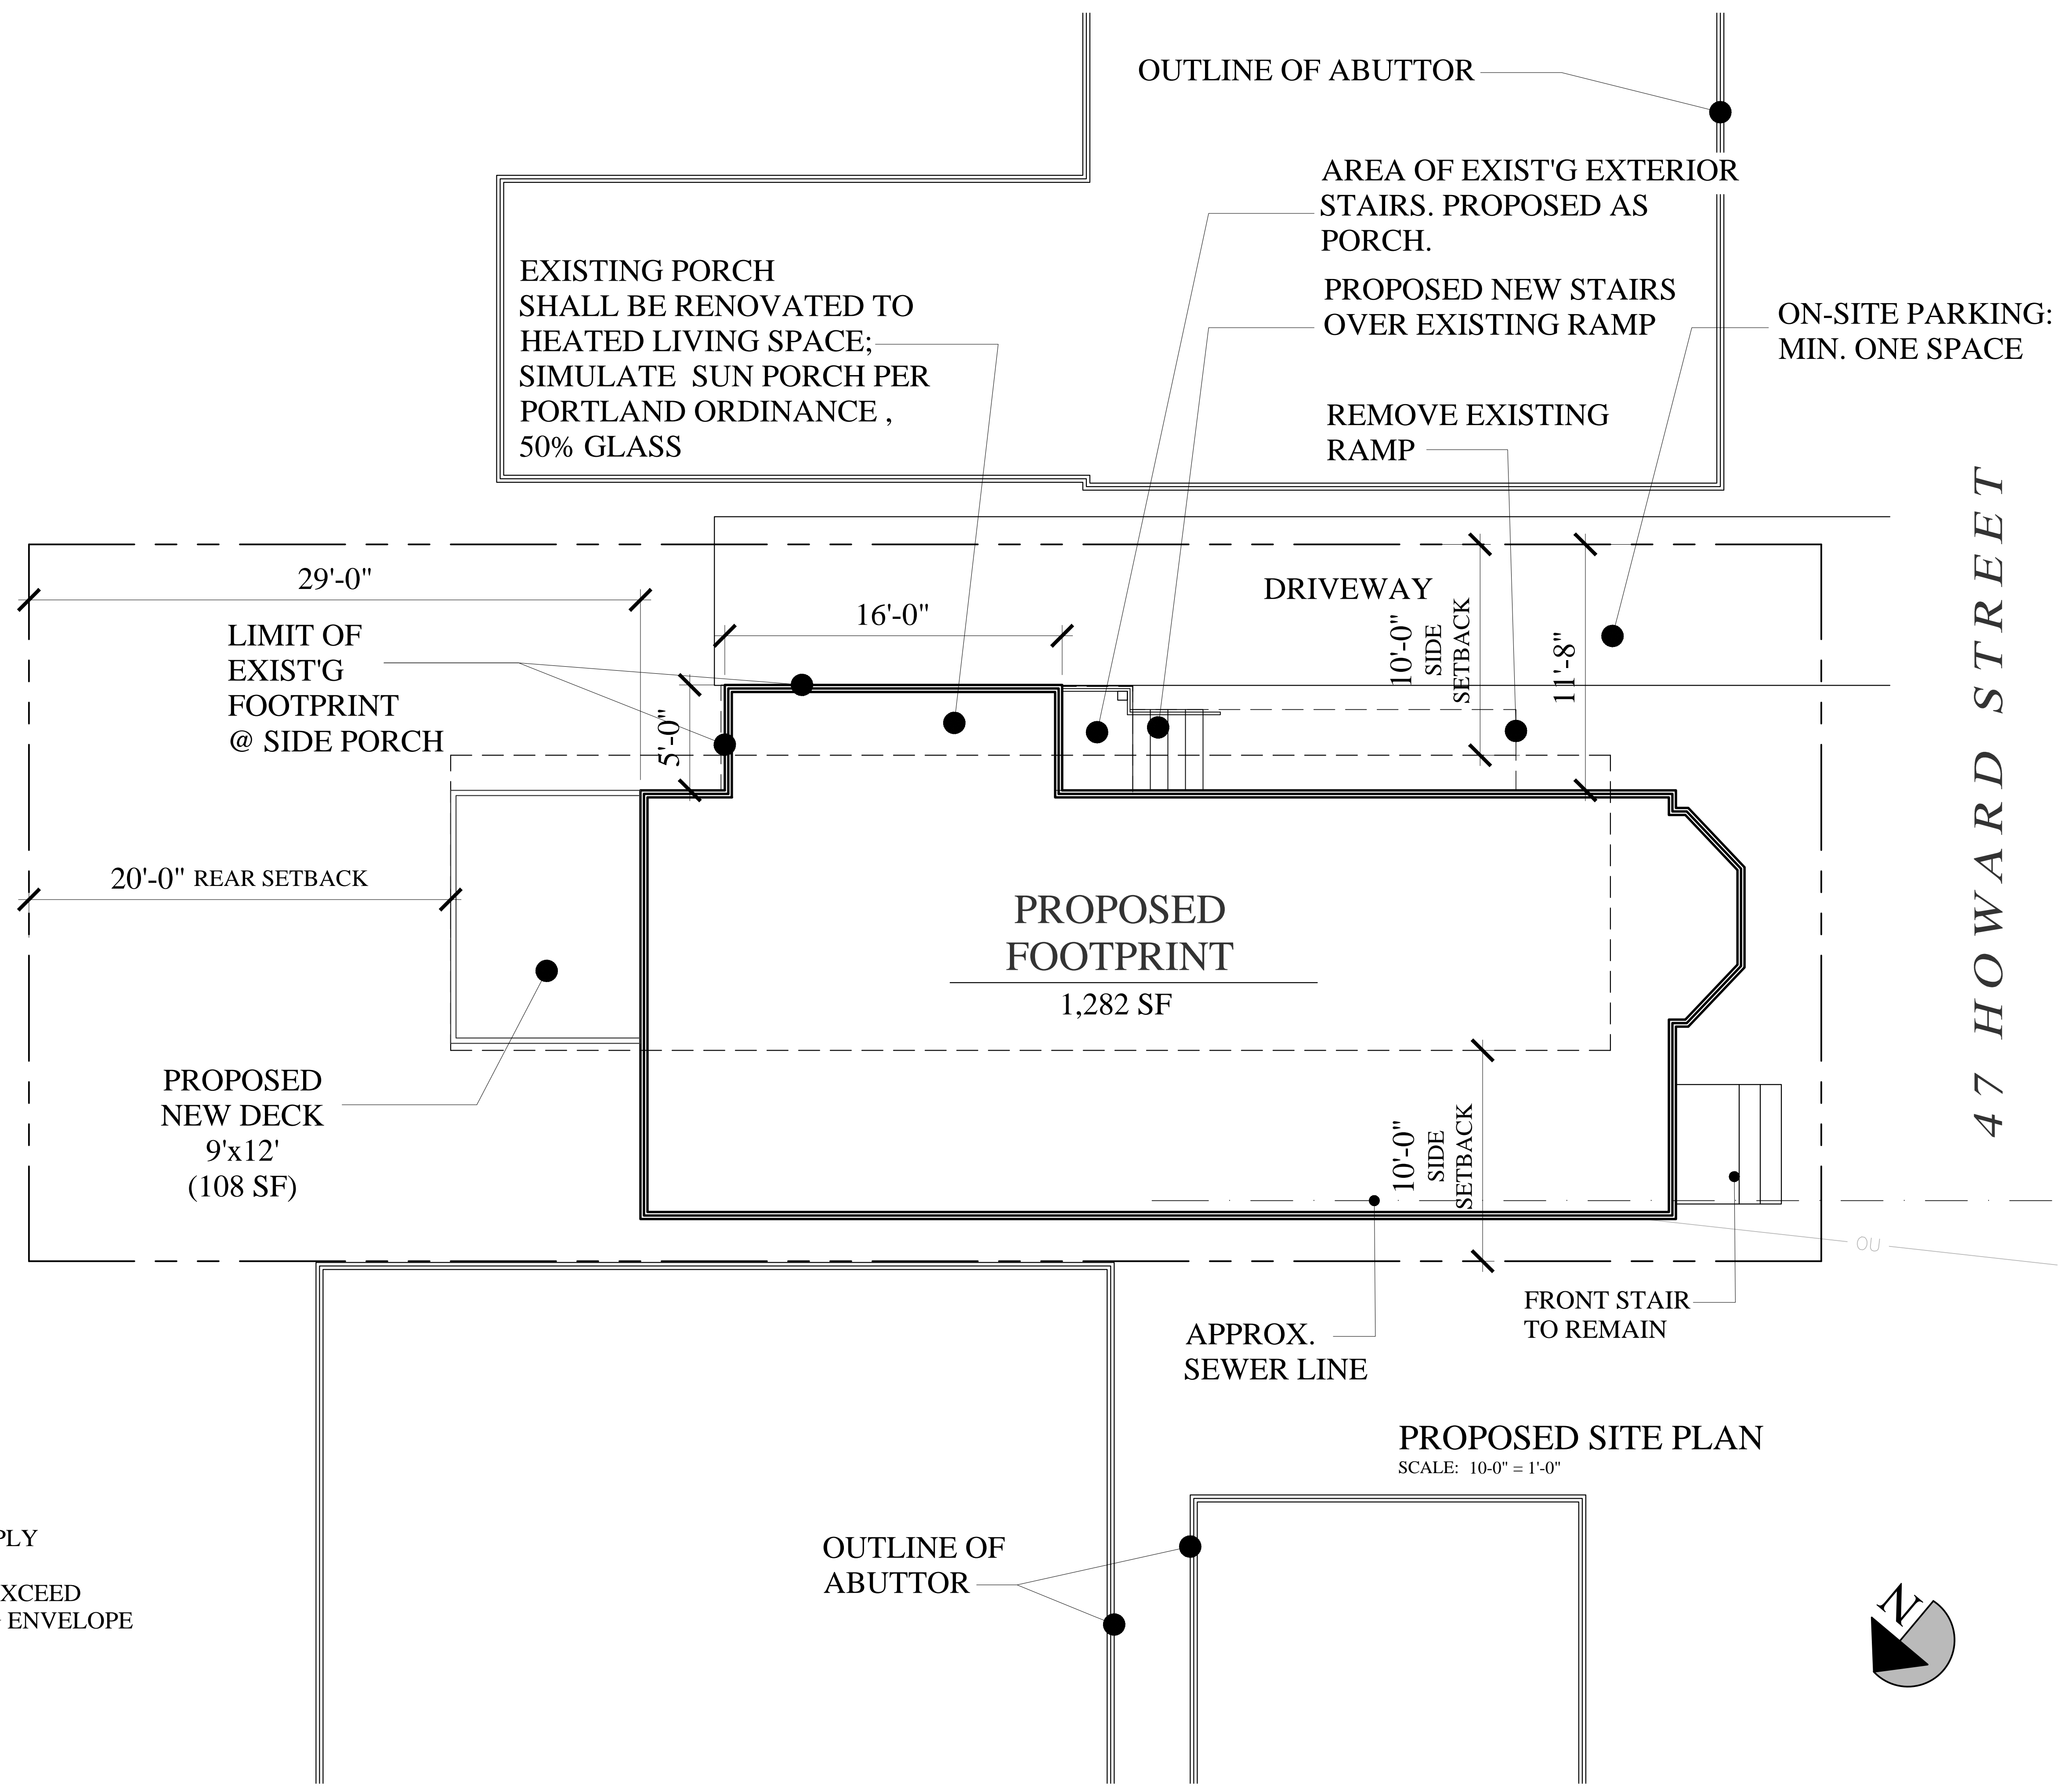 OUTLINE OF ABUTTOR
AREA OF EXIST'G EXTERIOR
STAIRS. PROPOSED AS
PORCH.
EXISTING PORCH
SHALL BE RENOVATED TO
HEATED LIVING SPACE;
SIMULATE SUN PORCH PER
PORTLAND ORDINANCE ,
50% GLASS
PROPOSED NEW STAIRS
OVER EXISTING RAMP
ON-SITE PARKING:
MIN. ONE SPACE
REMOVE EXISTING
RAMP
47 HOWARD STREET
29'-0"
16'-0"
DRIVEWAY
10'-0"
SIDE
SETBACK
11'-8"
LIMIT OF
EXIST'G
FOOTPRINT
@ SIDE PORCH
5'-0"
20'-0" REAR SETBACK
PROPOSED
FOOTPRINT
1,282 SF
PROPOSED
NEW DECK
9'x12'
(108 SF)
10'-0"
SIDE
SETBACK
OU
FRONT STAIR
TO REMAIN
APPROX.
SEWER LINE
PROPOSED SITE PLAN
SCALE: 10-0" = 1'-0"
OUTLINE OF
ABUTTOR
PLY
XCEED
ENVELOPE
N